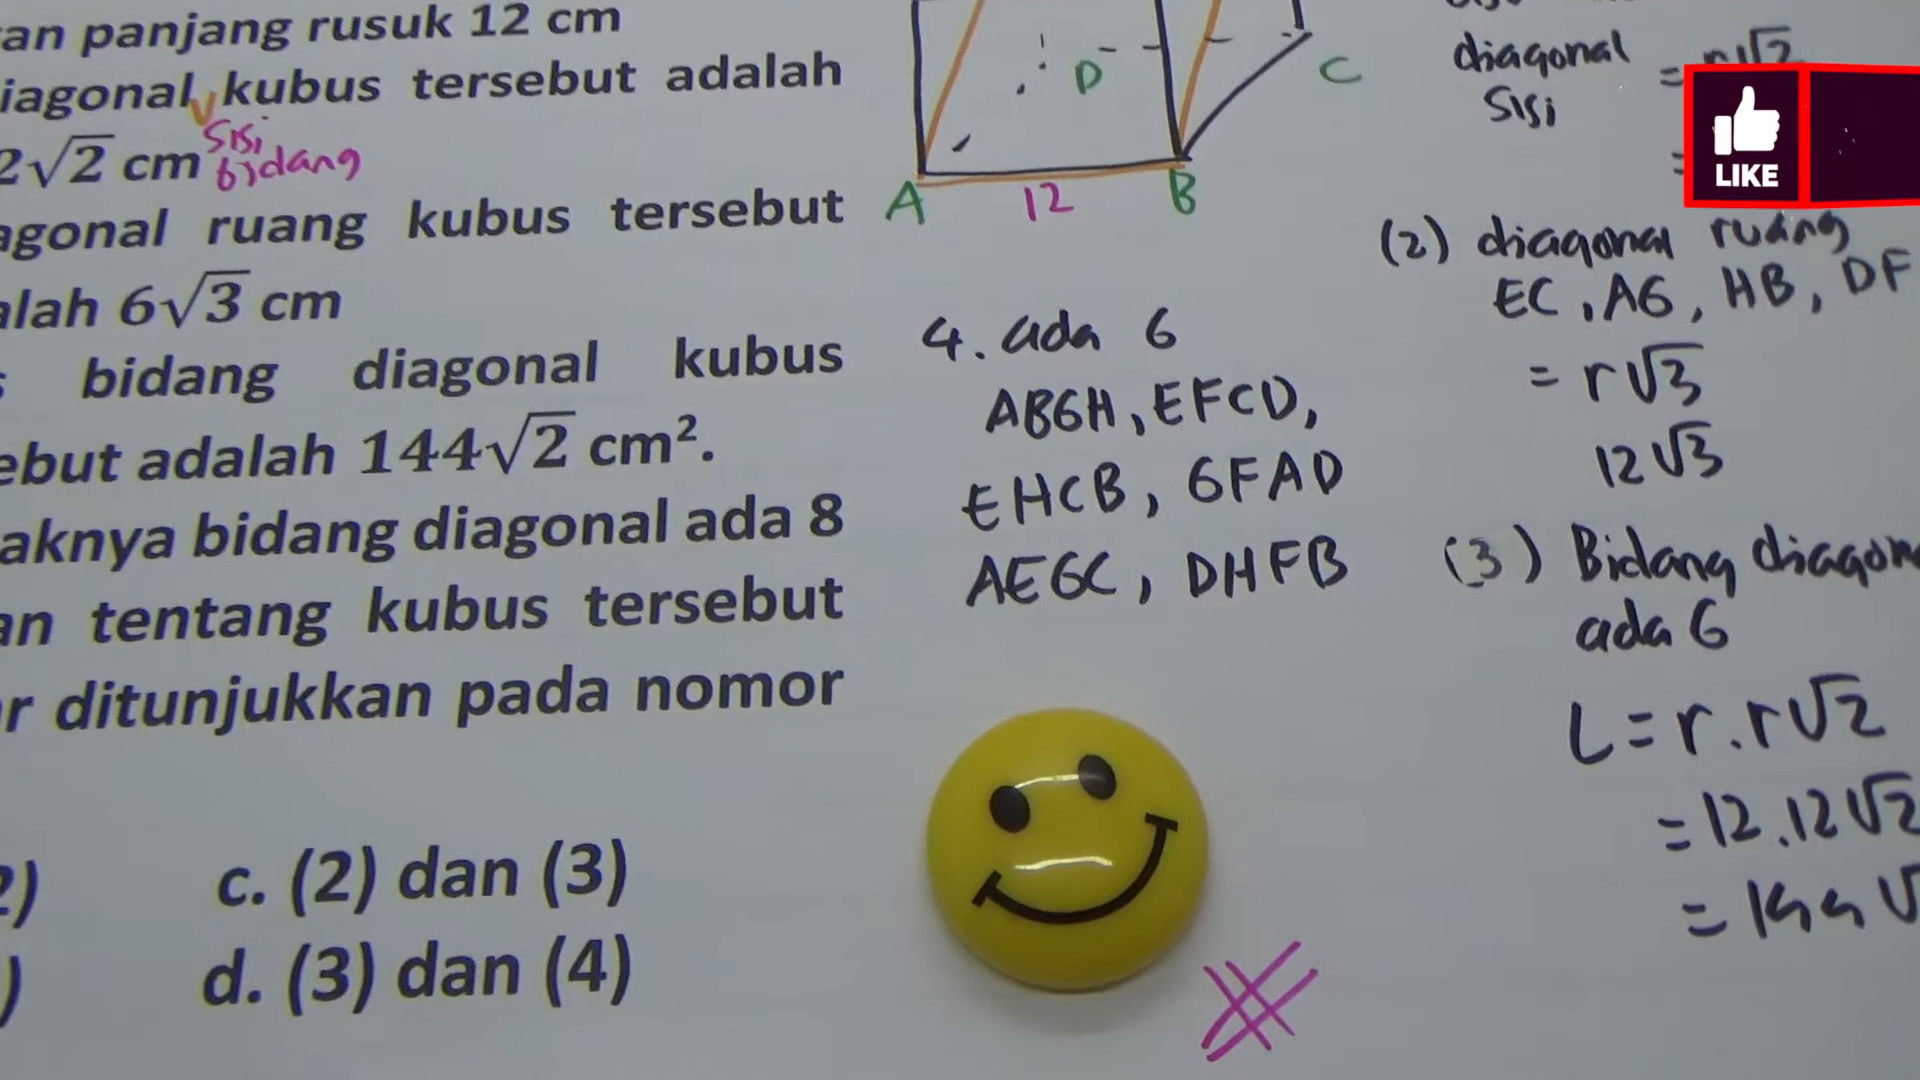 an panjang rusuk 12 cm
iagonal kubus tersebut adalah
sisi
bidang
2√2 cm
agonal ruang kubus tersebut
alah 6√3 cm
bidang diagonal kubus
ebut adalah 144√2 cm².
aknya bidang diagonal ada 8
an tentang kubus tersebut
r ditunjukkan pada nomor
2)
c. (2) dan (3)
)
d. (3) dan (4)
D
C
A
12
B
4. ada 6
ABGH, EFCD,
EHCB, GFAD
AEGC, DHFB
diagonal
sisi
= r√2
=
LIKE
(2) diagonal ruang
EC, AG, HB, DF
= r√3
12√3
(3) Bidang diagona
ada 6
L = r.r√2
= 12.12√2
= 144√